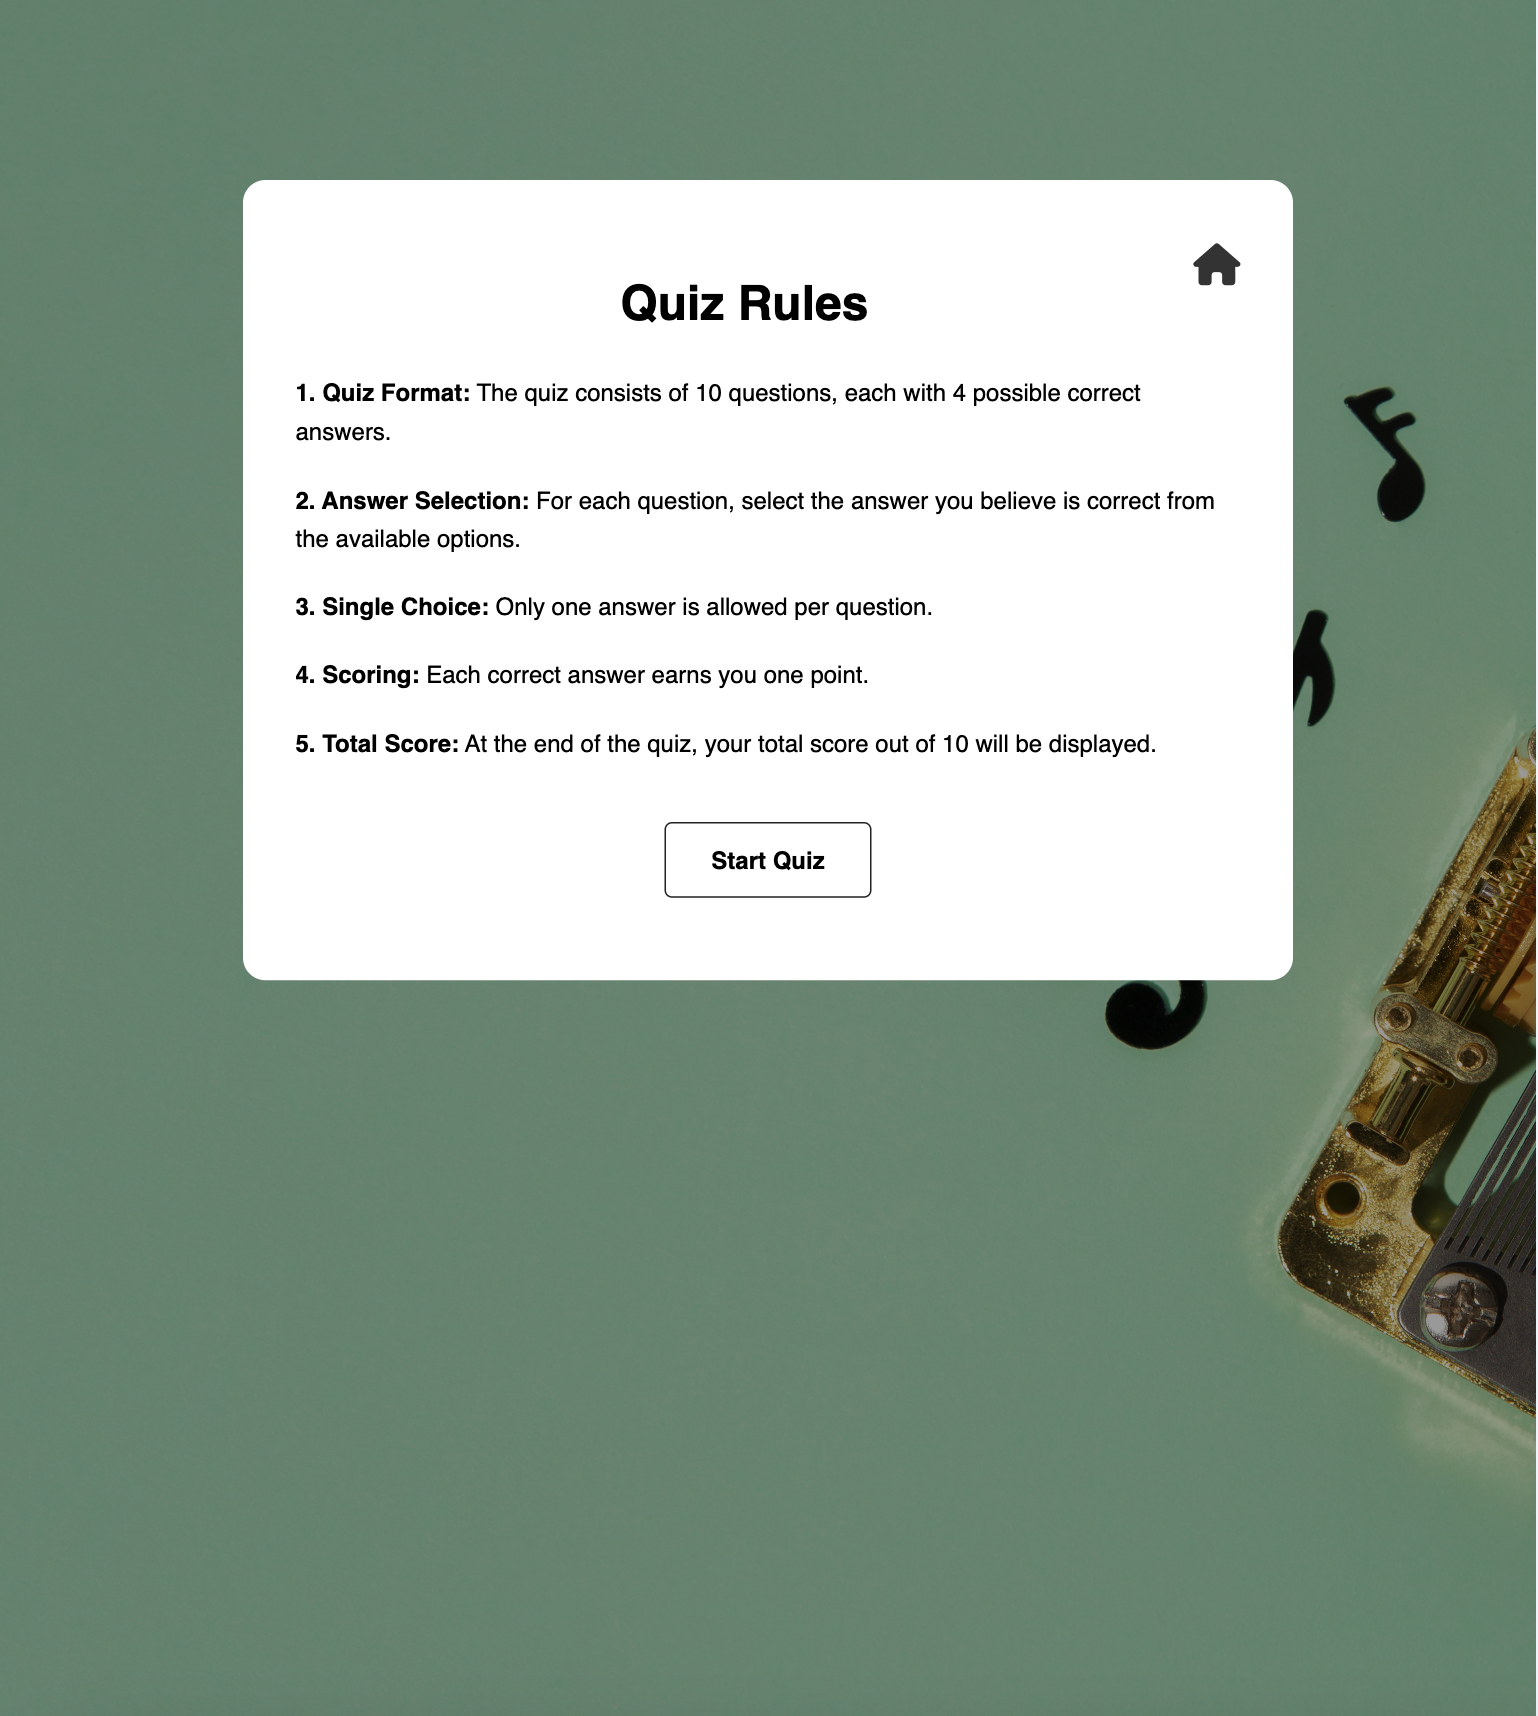 Quiz Rules
1. Quiz Format: The quiz consists of 10 questions, each with 4 possible correct
answers.
2. Answer Selection: For each question, select the answer you believe is correct from
the available options.
3. Single Choice: Only one answer is allowed per question.
4. Scoring: Each correct answer earns you one point.
5. Total Score: At the end of the quiz, your total score out of 10 will be displayed.
Start Quiz